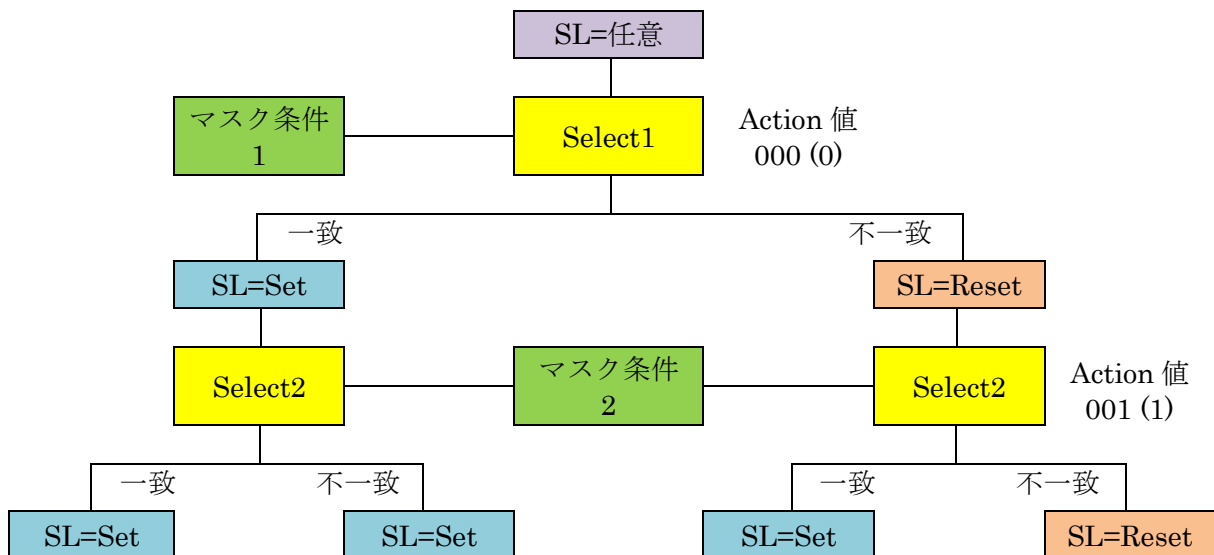 SL=任意
マスク条件
1
Select1
Action 値
000 (0)
一致
不一致
SL=Set
SL=Reset
Select2
マスク条件
2
Select2
Action 値
001 (1)
一致
不一致
一致
不一致
SL=Set
SL=Set
SL=Set
SL=Reset